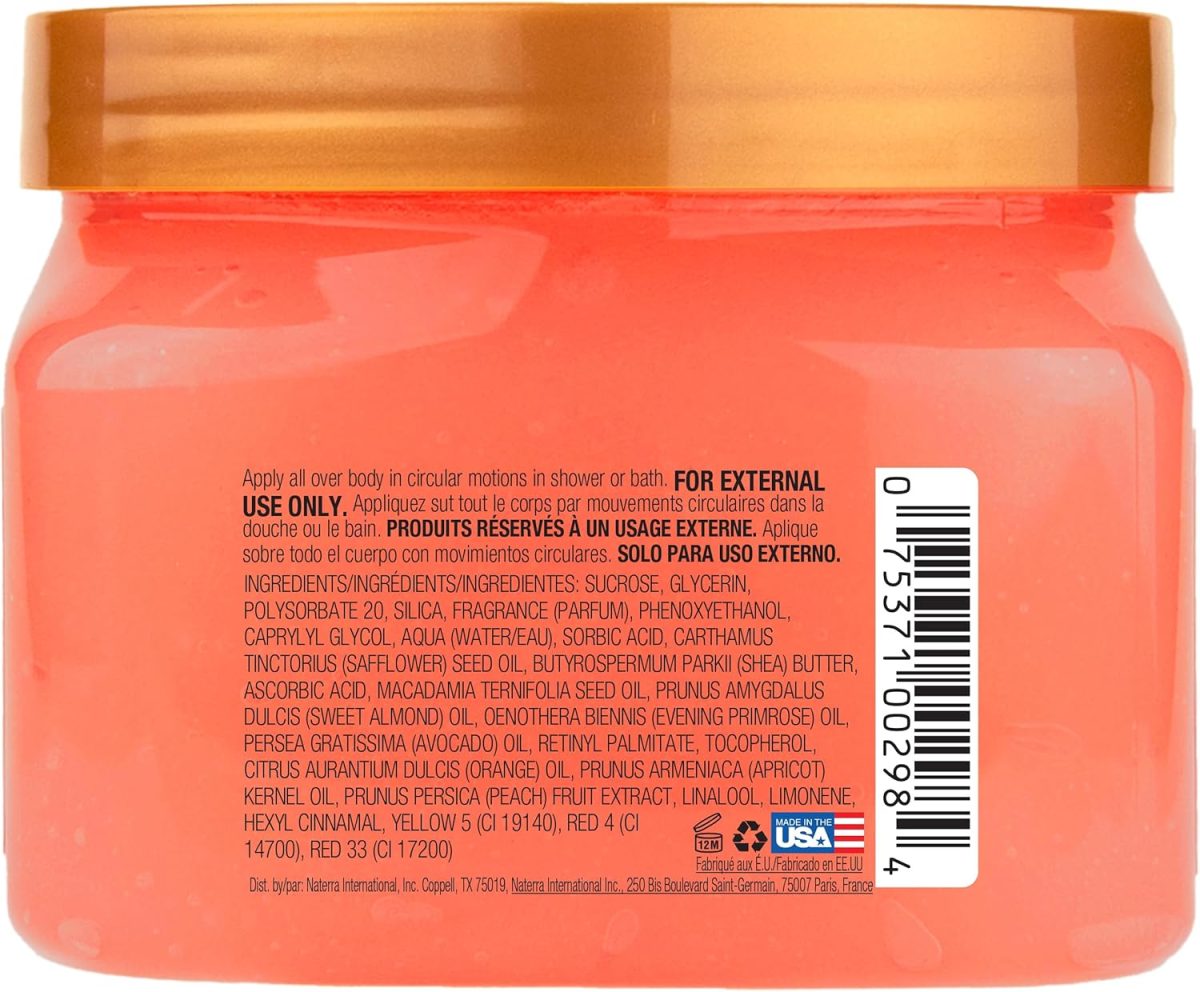 Apply all over body in circular motions in shower or bath. FOR EXTERNAL
USE ONLY. Appliquez sut tout le corps par mouvements circulaires dans la
douche ou le bain. PRODUITS RÉSERVÉS À UN USAGE EXTERNE. Aplique
sobre todo el cuerpo con movimientos circulares. SOLO PARA USO EXTERNO.
INGREDIENTS/INGRÉDIENTS/INGREDIENTES: SUCROSE, GLYCERIN,
POLYSORBATE 20, SILICA, FRAGRANCE (PARFUM), PHENOXYETHANOL,
CAPRYLYL GLYCOL, AQUA (WATER/EAU), SORBIC ACID, CARTHAMUS
TINCTORIUS (SAFFLOWER) SEED OIL, BUTYROSPERMUM PARKII (SHEA) BUTTER,
ASCORBIC ACID, MACADAMIA TERNIFOLIA SEED OIL, PRUNUS AMYGDALUS
DULCIS (SWEET ALMOND) OIL, OENOTHERA BIENNIS (EVENING PRIMROSE) OIL,
PERSEA GRATISSIMA (AVOCADO) OIL, RETINYL PALMITATE, TOCOPHEROL,
CITRUS AURANTIUM DULCIS (ORANGE) OIL, PRUNUS ARMENIACA (APRICOT)
KERNEL OIL, PRUNUS PERSICA (PEACH) FRUIT EXTRACT, LINALOOL, LIMONENE,
HEXYL CINNAMAL, YELLOW 5 (CI 19140), RED 4 (CI
14700), RED 33 (CI 17200)
12M
MADE IN THE
USA
Fabriqué aux É.U./Fabricado en EE.UU
Dist. by/par: Naterra International, Inc. Coppell, TX 75019, Naterra International Inc., 250 Bis Boulevard Saint-Germain, 75007 Paris, France
0 75371 00298 4